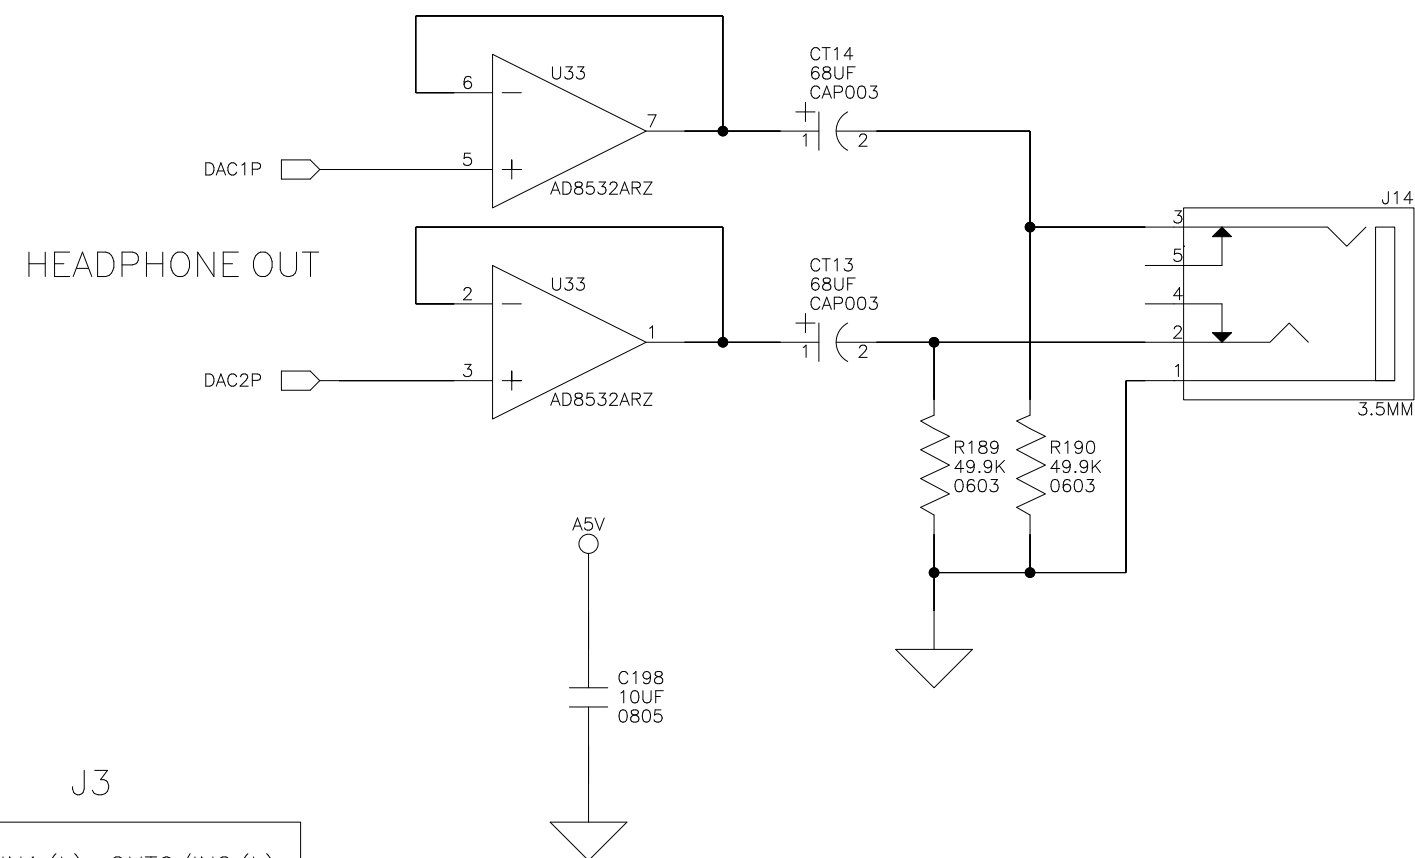 CT14
68UF
CAP003
U33
6
-
7
+
1
2
5
+
DAC1P
AD8532ARZ
J14
3
HEADPHONE OUT
5
CT13
68UF
CAP003
U33
2
-
4
1
+
1
2
2
3
+
DAC2P
1
AD8532ARZ
3.5MM
R189
49.9K
0603
R190
49.9K
0603
A5V
C198
10UF
0805
J3